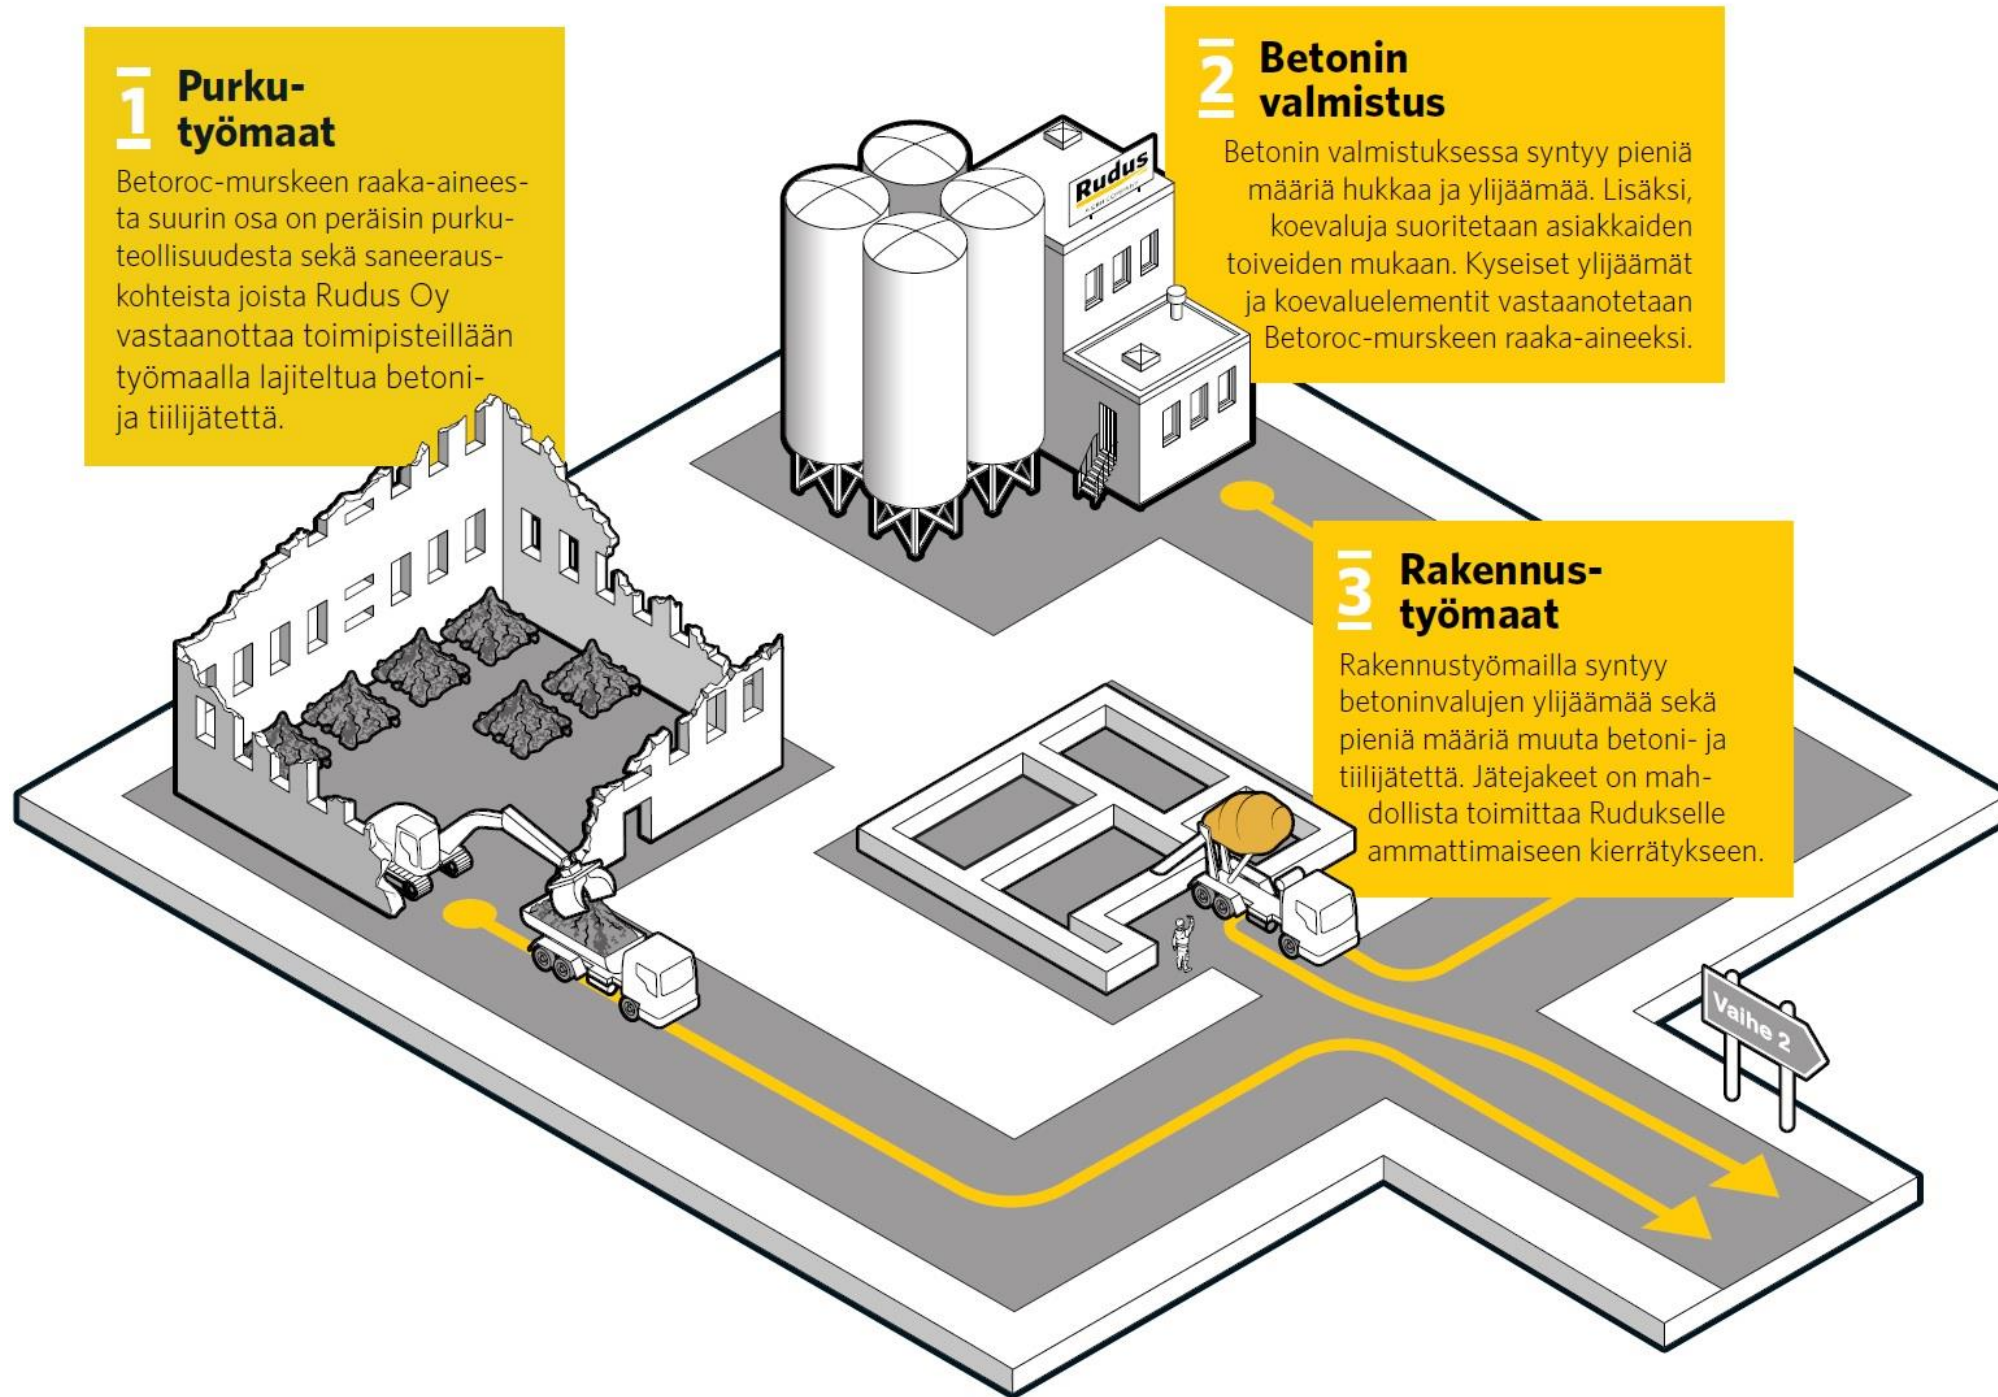 1
Purku-
työmaat
Betoroc-murskeen raaka-ainees-
ta suurin osa on peräisin purku-
teollisuudesta sekä saneeraus-
kohteista joista Rudus Oy
vastaanottaa toimipisteillään
työmaalla lajiteltua betoni-
ja tiilijätettä.
Rudus
A CRH COMPANY
2
Betonin
valmistus
Betonin valmistuksessa syntyy pieniä
määriä hukkaa ja ylijäämää. Lisäksi,
koevaluja suoritetaan asiakkaiden
toiveiden mukaan. Kyseiset ylijäämät
ja koevaluelementit vastaanotetaan
Betoroc-murskeen raaka-aineeksi.
3
Rakennus-
työmaat
Rakennustyömailla syntyy
betoninvalujen ylijäämää sekä
pieniä määriä muuta betoni- ja
tiilijätettä. Jätejakeet on mah-
dollista toimittaa Rudukselle
ammattimaiseen kierrätykseen.
Vaihe 2